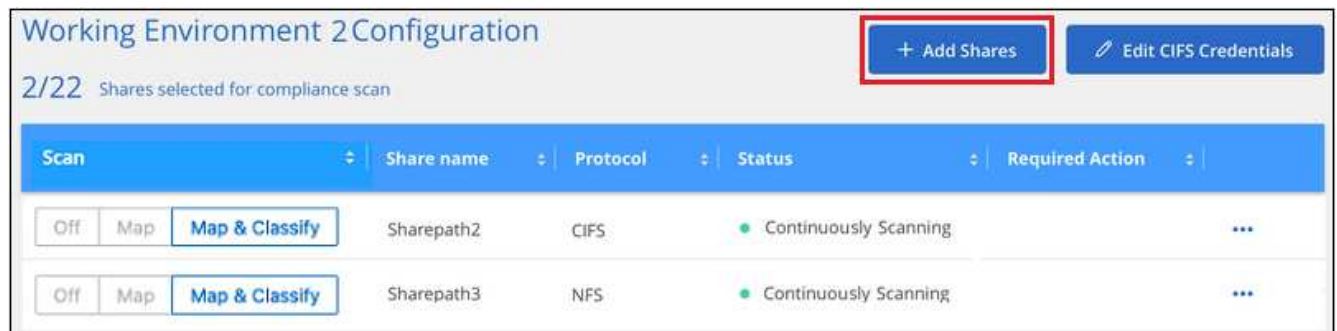 Working Environment 2 Configuration
+ Add Shares
Edit CIFS Credentials
2/22 Shares selected for compliance scan
Scan Share name Protocol Status Required Action
Off Map Map & Classify Sharepath2 CIFS Continuously Scanning ...
Off Map Map & Classify Sharepath3 NFS Continuously Scanning ...